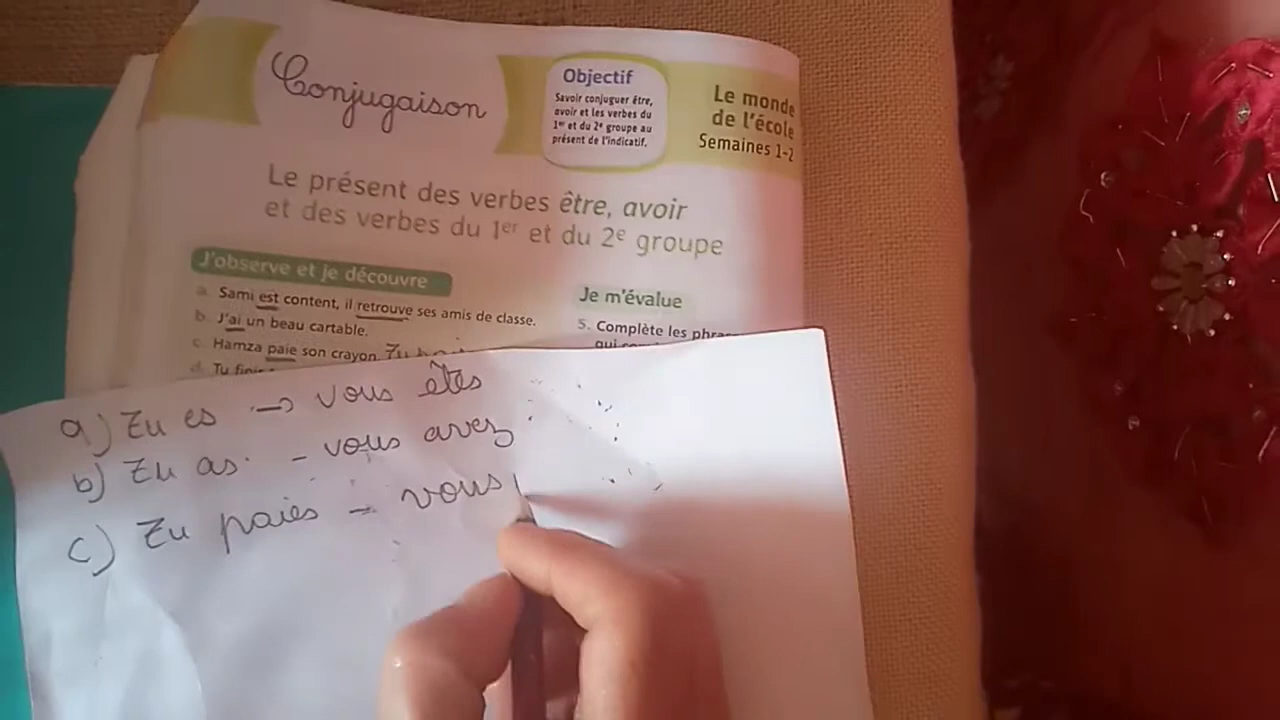 Conjugaison
Objectif
Savoir conjuguer être,
avoir et les verbes du
1er et du 2e groupe au
présent de l'indicatif.
Le monde
de l'école
Semaines 1-2
Le présent des verbes être, avoir
et des verbes du 1er et du 2e groupe
J'observe et je découvre
a. Sami est content, il retrouve ses amis de classe.
b. J'ai un beau cartable.
c. Hamza paie son crayon. Tu
d. Tu
Je m'évalue
5. Complète les
qui
a) Tu es -> vous êtes
b) Tu as. - vous avez
c) Tu paies - vous